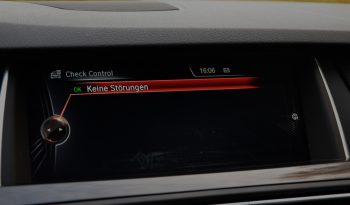 Check Control
16:06
OK Keine Störungen